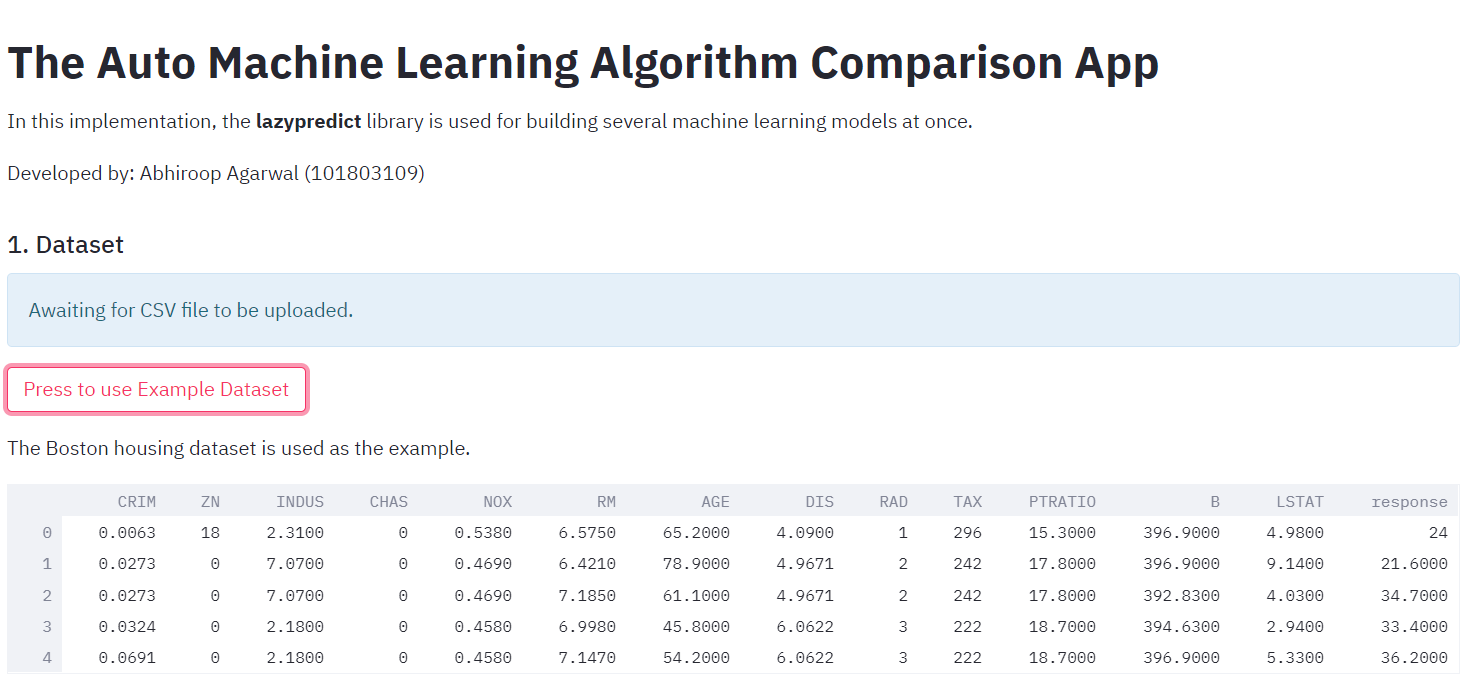 The Auto Machine Learning Algorithm Comparison App
In this implementation, the lazypredict library is used for building several machine learning models at once.
Developed by: Abhiroop Agarwal (101803109)
1. Dataset
Awaiting for CSV file to be uploaded.
Press to use Example Dataset
The Boston housing dataset is used as the example.
CRIM ZN INDUS CHAS NOX RM AGE DIS RAD TAX PTRATIO B LSTAT response
0 0.0063 18 2.3100 0 0.5380 6.5750 65.2000 4.0900 1 296 15.3000 396.9000 4.9800 24
1 0.0273 0 7.0700 0 0.4690 6.4210 78.9000 4.9671 2 242 17.8000 396.9000 9.1400 21.6000
2 0.0273 0 7.0700 0 0.4690 7.1850 61.1000 4.9671 2 242 17.8000 392.8300 4.0300 34.7000
3 0.0324 0 2.1800 0 0.4580 6.9980 45.8000 6.0622 3 222 18.7000 394.6300 2.9400 33.4000
4 0.0691 0 2.1800 0 0.4580 7.1470 54.2000 6.0622 3 222 18.7000 396.9000 5.3300 36.2000